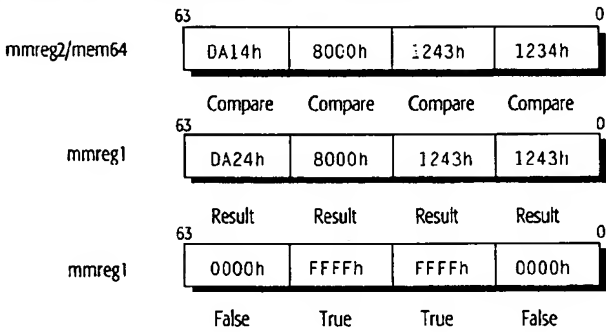 63 0
mmreg2/mem64 DA14h 8000h 1243h 1234h
Compare Compare Compare Compare
63 0
mmreg1 DA24h 8000h 1243h 1243h
Result Result Result Result
63 0
mmreg1 0000h FFFFh FFFFh 0000h
False True True False